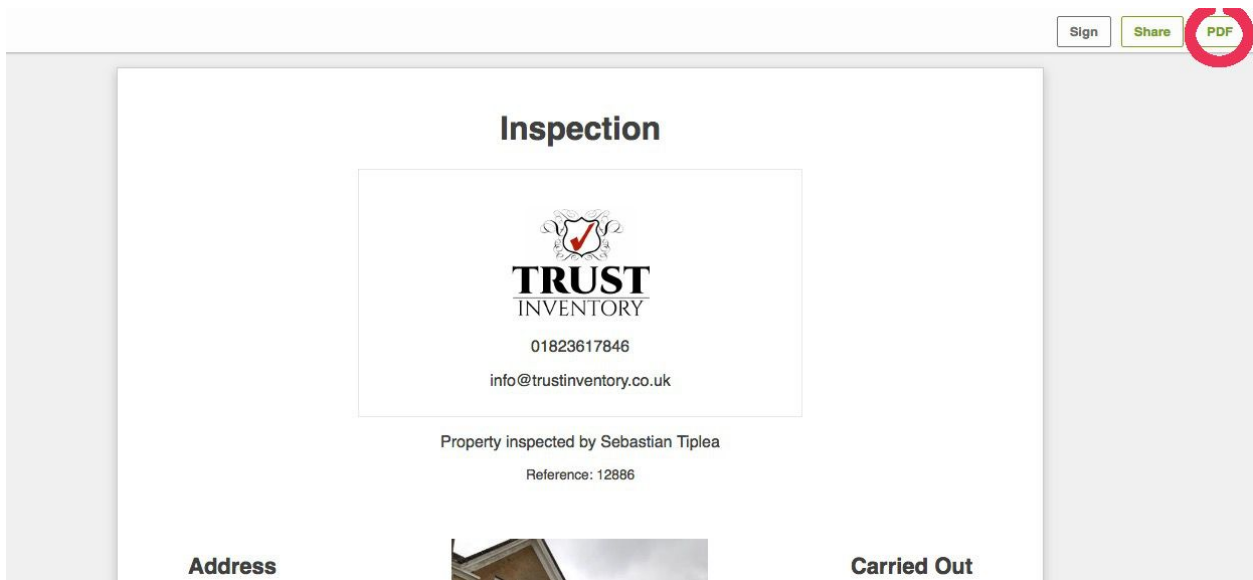 Sign Share PDF
Inspection
TRUST
INVENTORY
01823617846
info@trustinventory.co.uk
Property inspected by Sebastian Tiplea
Reference: 12886
Address Carried Out